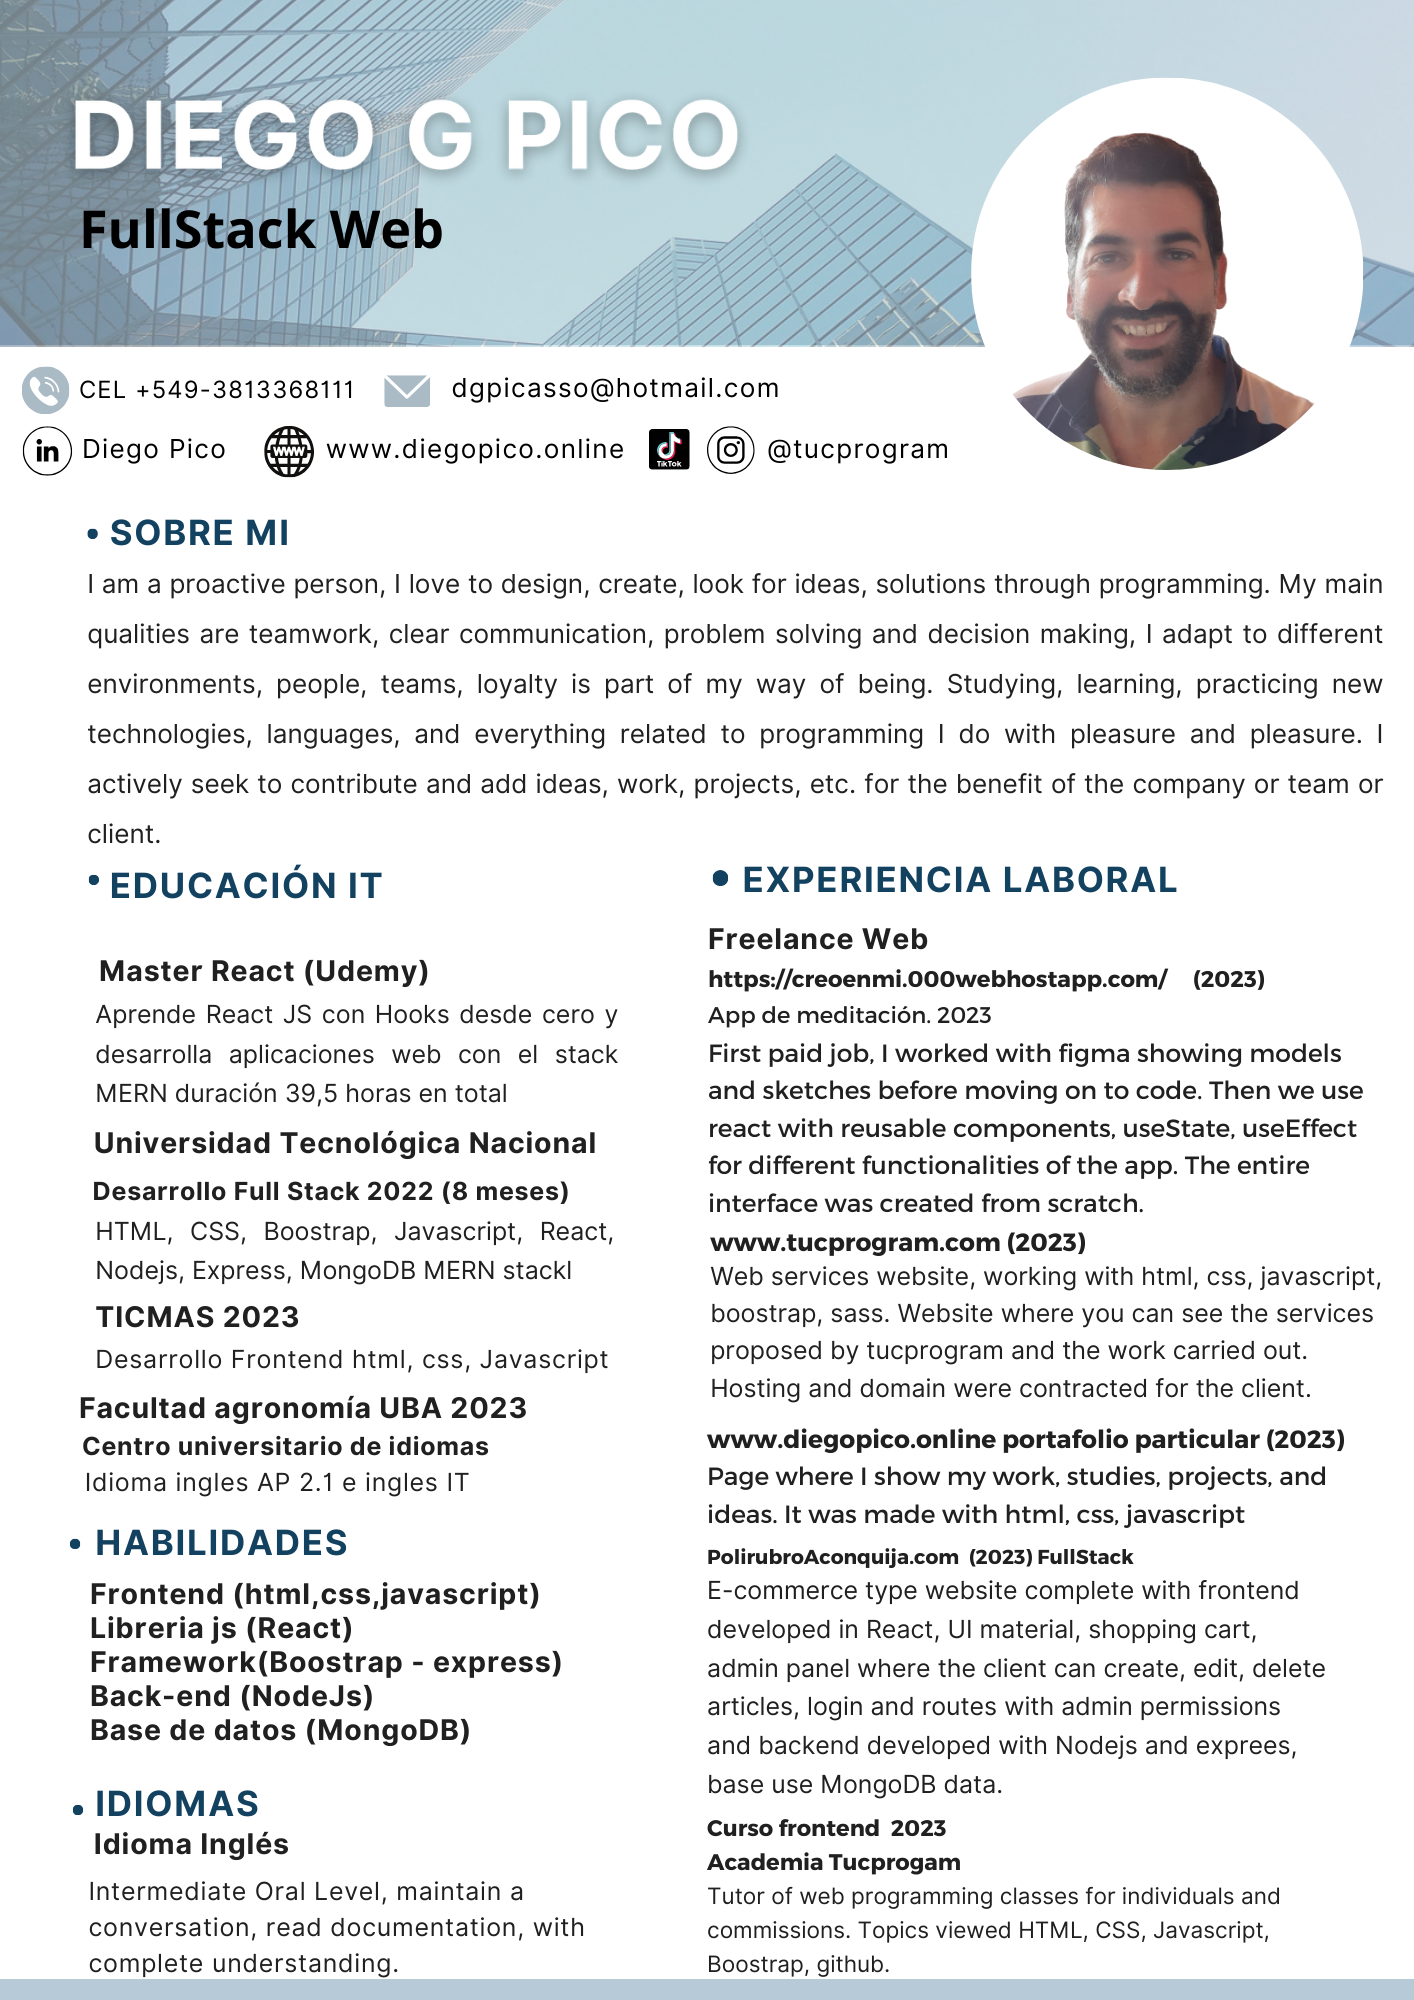 DIEGO G PICO
FullStack Web
CEL +549-3813368111
dgpicasso@hotmail.com
in Diego Pico
WWW www.diegopico.online
TikTok
@tucprogram
• SOBRE MI
I am a proactive person, I love to design, create, look for ideas, solutions through programming. My main
qualities are teamwork, clear communication, problem solving and decision making, I adapt to different
environments, people, teams, loyalty is part of my way of being. Studying, learning, practicing new
technologies, languages, and everything related to programming I do with pleasure and pleasure. I
actively seek to contribute and add ideas, work, projects, etc. for the benefit of the company or team or
client.
• EDUCACIÓN IT
Master React (Udemy)
Aprende React JS con Hooks desde cero y
desarrolla aplicaciones web con el stack
MERN duración 39,5 horas en total
Universidad Tecnológica Nacional
Desarrollo Full Stack 2022 (8 meses)
HTML, CSS, Boostrap, Javascript, React,
Nodejs, Express, MongoDB MERN stackl
TICMAS 2023
Desarrollo Frontend html, css, Javascript
Facultad agronomía UBA 2023
Centro universitario de idiomas
Idioma ingles AP 2.1 e ingles IT
• HABILIDADES
Frontend (html,css,javascript)
Libreria js (React)
Framework(Boostrap - express)
Back-end (NodeJs)
Base de datos (MongoDB)
• IDIOMAS
Idioma Inglés
Intermediate Oral Level, maintain a
conversation, read documentation, with
complete understanding.
• EXPERIENCIA LABORAL
Freelance Web
https://creoenmi.000webhostapp.com/ (2023)
App de meditación. 2023
First paid job, I worked with figma showing models
and sketches before moving on to code. Then we use
react with reusable components, useState, useEffect
for different functionalities of the app. The entire
interface was created from scratch.
www.tucprogram.com (2023)
Web services website, working with html, css, javascript,
boostrap, sass. Website where you can see the services
proposed by tucprogram and the work carried out.
Hosting and domain were contracted for the client.
www.diegopico.online portafolio particular (2023)
Page where I show my work, studies, projects, and
ideas. It was made with html, css, javascript
PolirubroAconquija.com (2023) FullStack
E-commerce type website complete with frontend
developed in React, UI material, shopping cart,
admin panel where the client can create, edit, delete
articles, login and routes with admin permissions
and backend developed with Nodejs and exprees,
base use MongoDB data.
Curso frontend 2023
Academia Tucprogam
Tutor of web programming classes for individuals and
commissions. Topics viewed HTML, CSS, Javascript,
Boostrap, github.